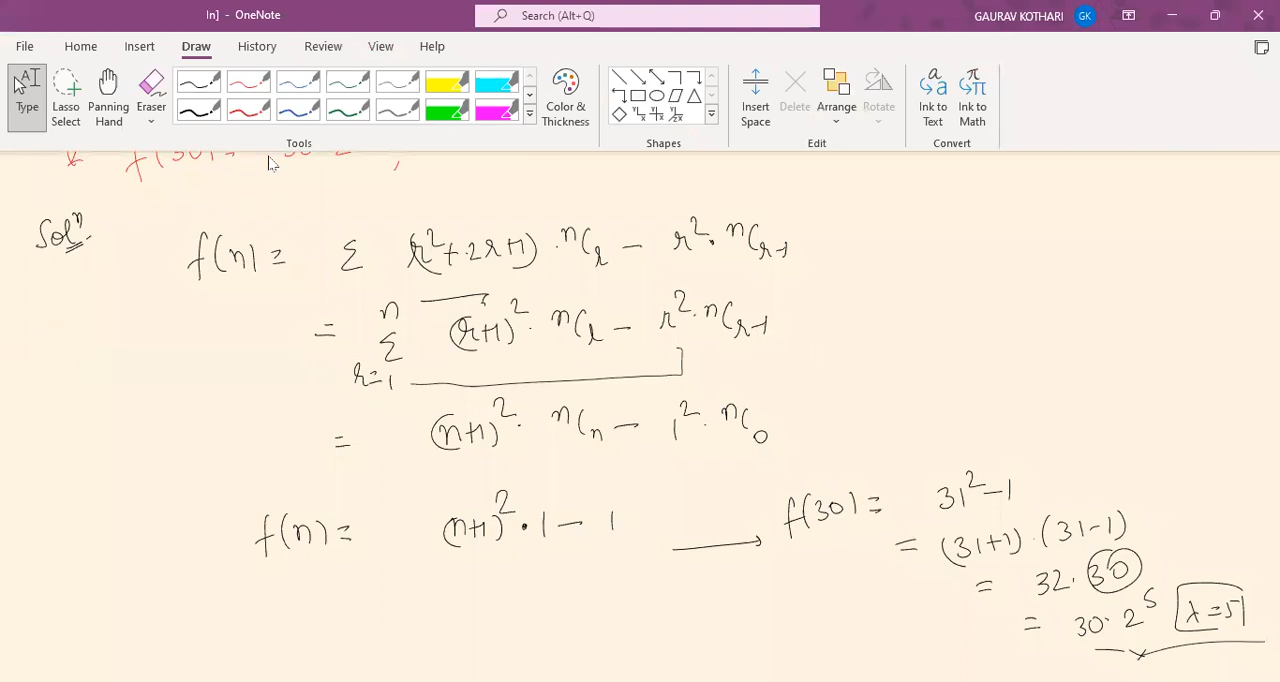 In] - OneNote
Search (Alt+Q)
GAURAV KOTHARI GK
File Home Insert Draw History Review View Help
Type
Lasso Select
Panning Hand
Eraser
Color & Thickness
Insert Space
Delete
Arrange
Rotate
Ink to Text
Ink to Math
Tools Shapes Edit Convert
f(30) =
Solⁿ. f(n) = Σ (r²+2r+1) · ⁿCᵣ − r² · ⁿCᵣ₋₁
= Σ (r+1)² · ⁿCᵣ − r² · ⁿCᵣ₋₁
n
r=1
= (n+1)² · ⁿCₙ − 1² · ⁿC₀
f(n) = (n+1)² · 1 − 1 → f(30) = 31² − 1
= (31+1) · (31−1)
= 32 · 30
= 30 · 2⁵ λ = 5